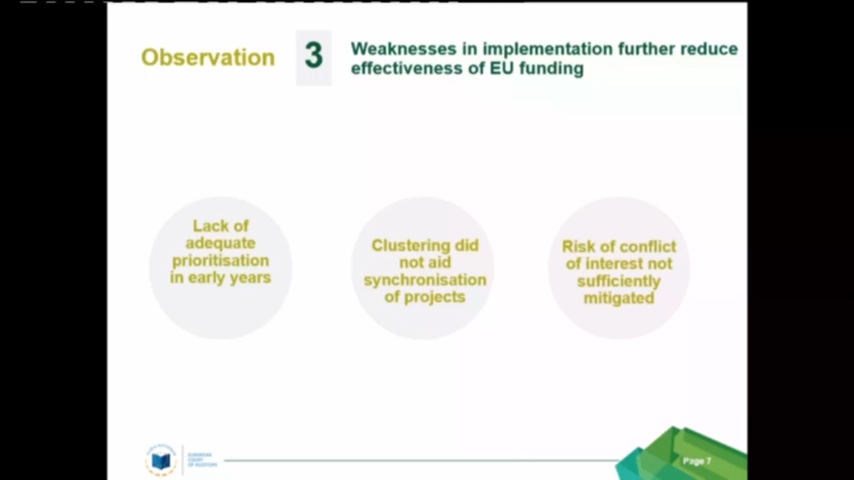 Observation
3
Weaknesses in implementation further reduce
effectiveness of EU funding
Lack of
adequate
prioritisation
in early years
Clustering did
not aid
synchronisation
of projects
Risk of conflict
of interest not
sufficiently
mitigated
EUROPEAN
COURT
OF AUDITORS
Page 7